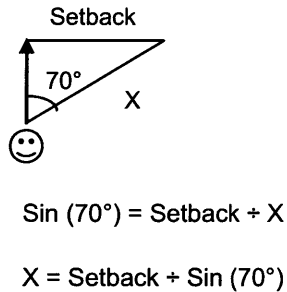 Setback
70°
X
Sin (70°) = Setback ÷ X
X = Setback ÷ Sin (70°)